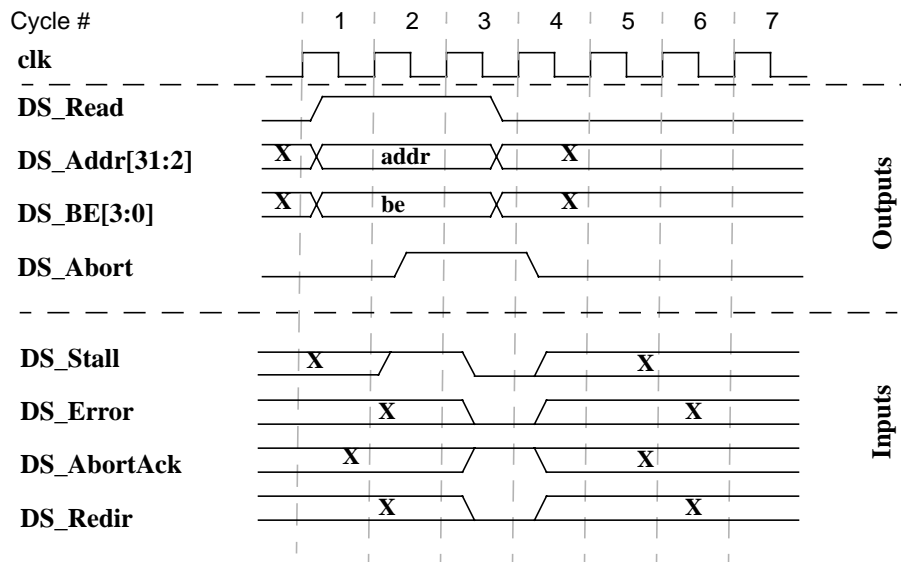 Cycle # 1 2 3 4 5 6 7
clk
DS_Read
DS_Addr[31:2] X addr X
DS_BE[3:0] X be X
DS_Abort
Outputs
DS_Stall X X
DS_Error X X
DS_AbortAck X X
DS_Redir X X
Inputs